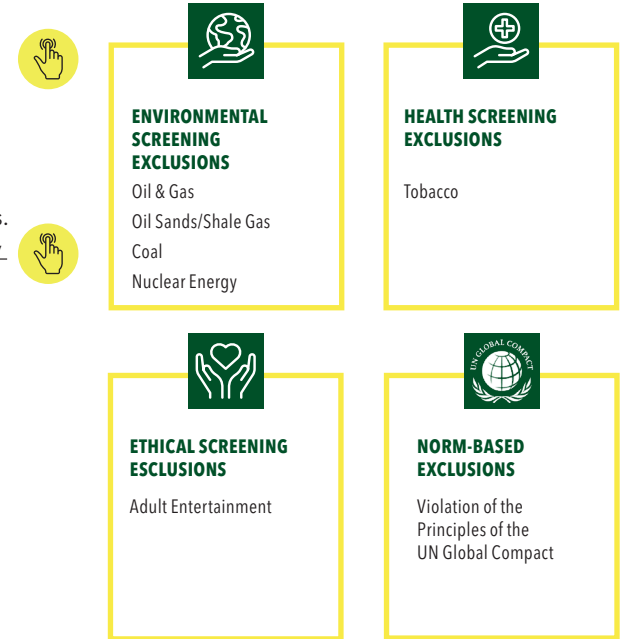 s.
ENVIRONMENTAL
SCREENING
EXCLUSIONS
Oil & Gas
Oil Sands/Shale Gas
Coal
Nuclear Energy
HEALTH SCREENING
EXCLUSIONS
Tobacco
ETHICAL SCREENING
ESCLUSIONS
Adult Entertainment
UN GLOBAL COMPACT
NORM-BASED
EXCLUSIONS
Violation of the
Principles of the
UN Global Compact